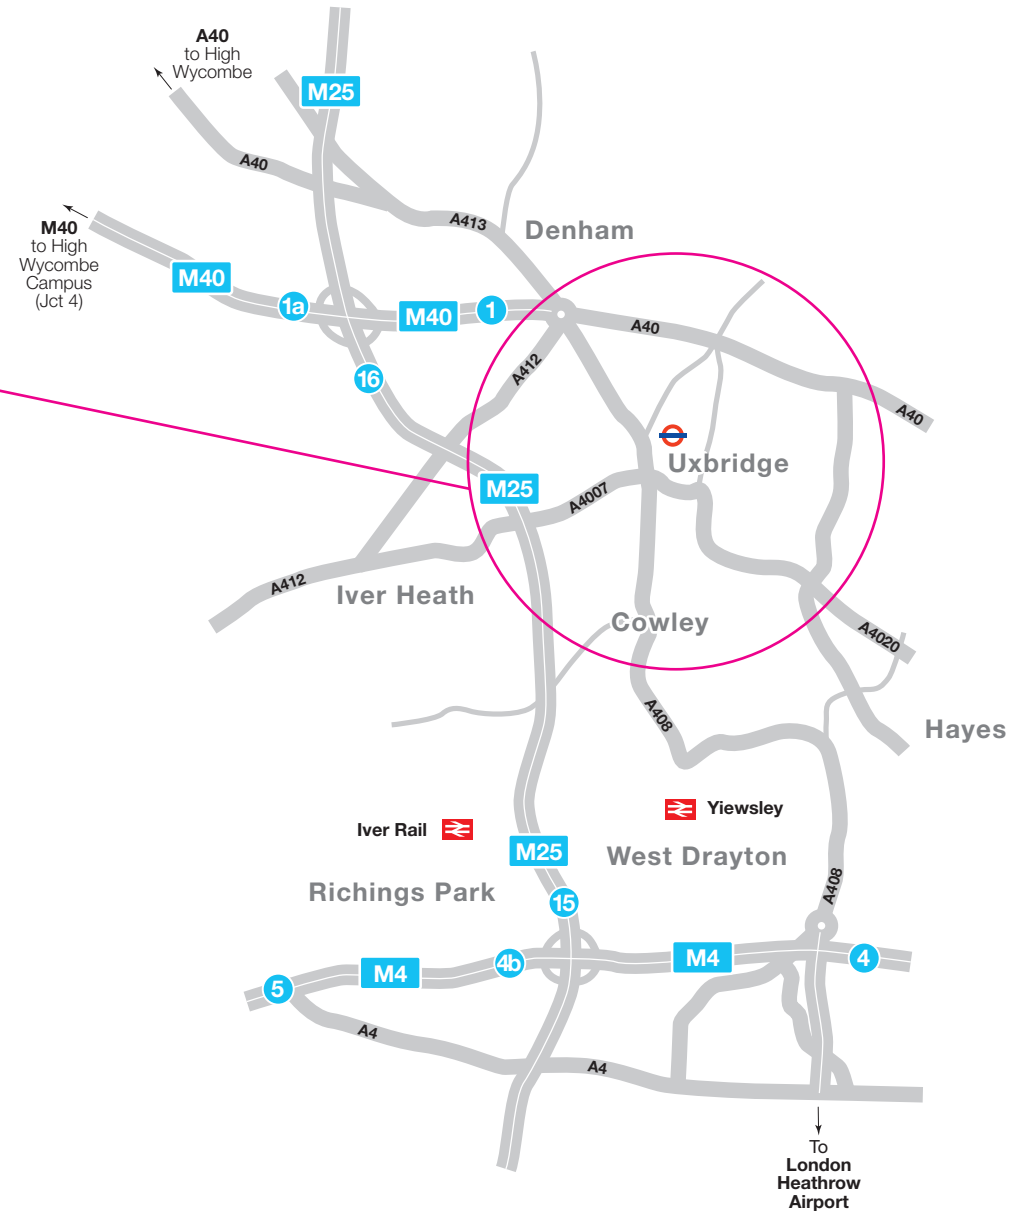 A40
to High
Wycombe
M25
A40
A413
Denham
M40
to High
Wycombe
Campus
(Jct 4)
M40
1a
M40
1
A40
A412
16
A40
Uxbridge
M25
A4007
A412
Iver Heath
Cowley
A4020
A408
Hayes
Iver Rail
Yiewsley
M25
West Drayton
Richings Park
A408
15
M4
4b
M4
4
5
A4
A4
To
London
Heathrow
Airport